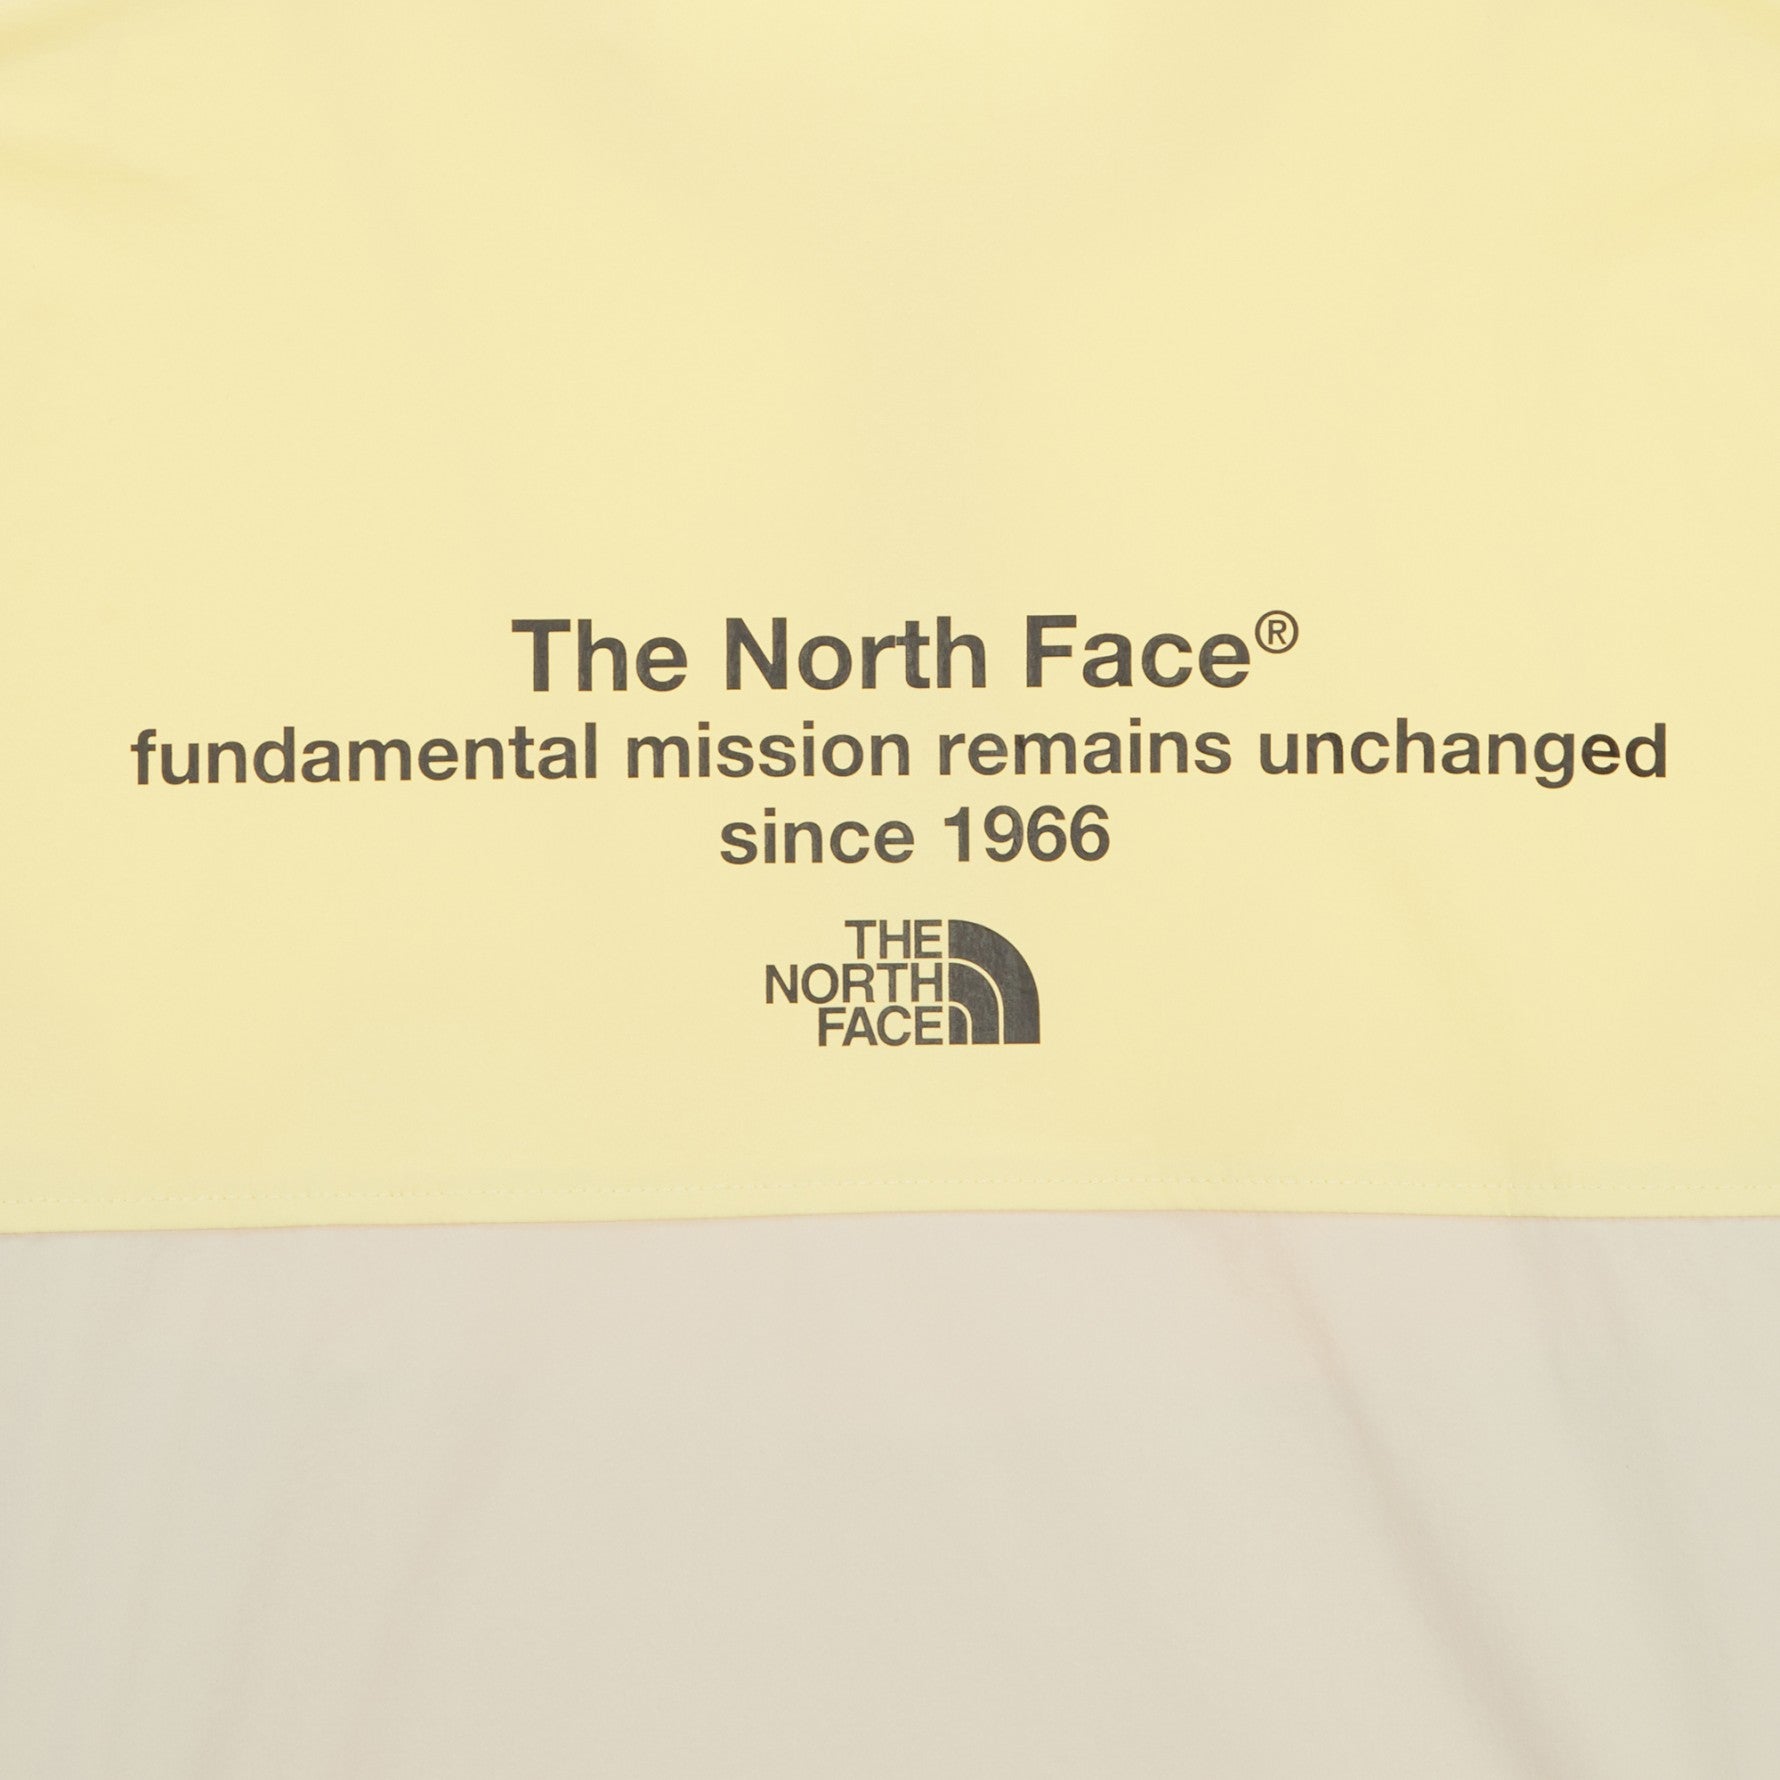 The North Face®
fundamental mission remains unchanged
since 1966
THE
NORTH
FACE